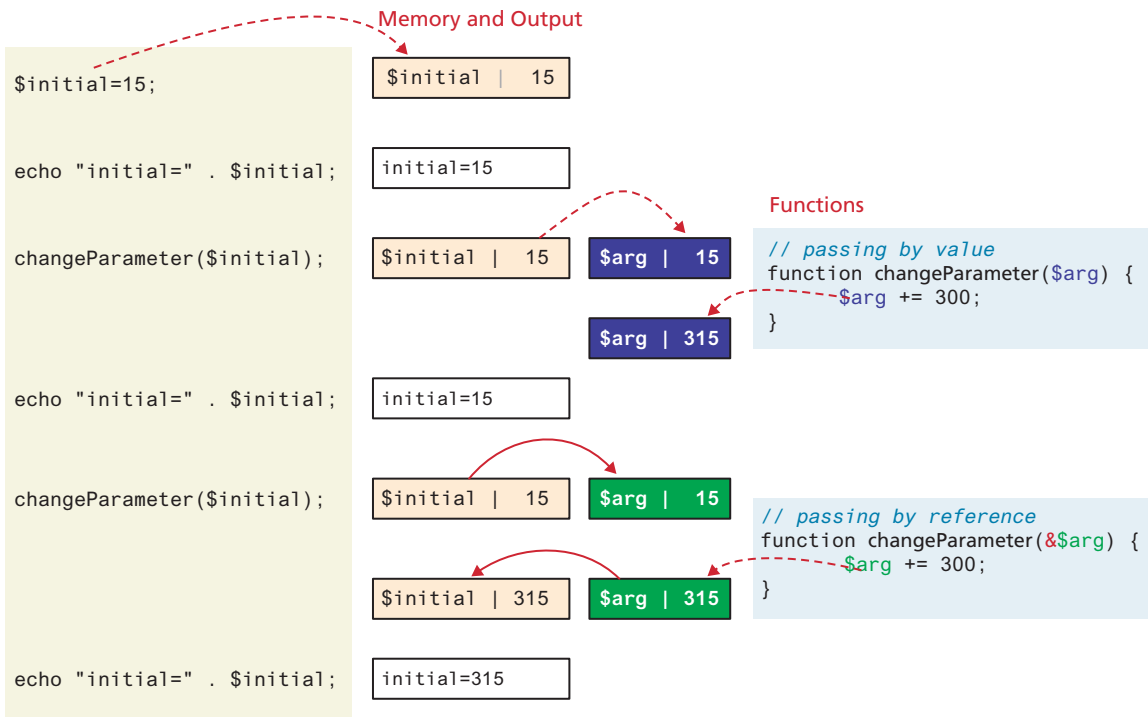 Memory and Output
$initial=15;
$initial | 15
echo "initial=" . $initial;
initial=15
Functions
changeParameter($initial);
$initial | 15
$arg | 15
// passing by value
function changeParameter($arg) {
$arg += 300;
}
$arg | 315
echo "initial=" . $initial;
initial=15
changeParameter($initial);
$initial | 15
$arg | 15
// passing by reference
function changeParameter(&$arg) {
$arg += 300;
}
$initial | 315
$arg | 315
echo "initial=" . $initial;
initial=315